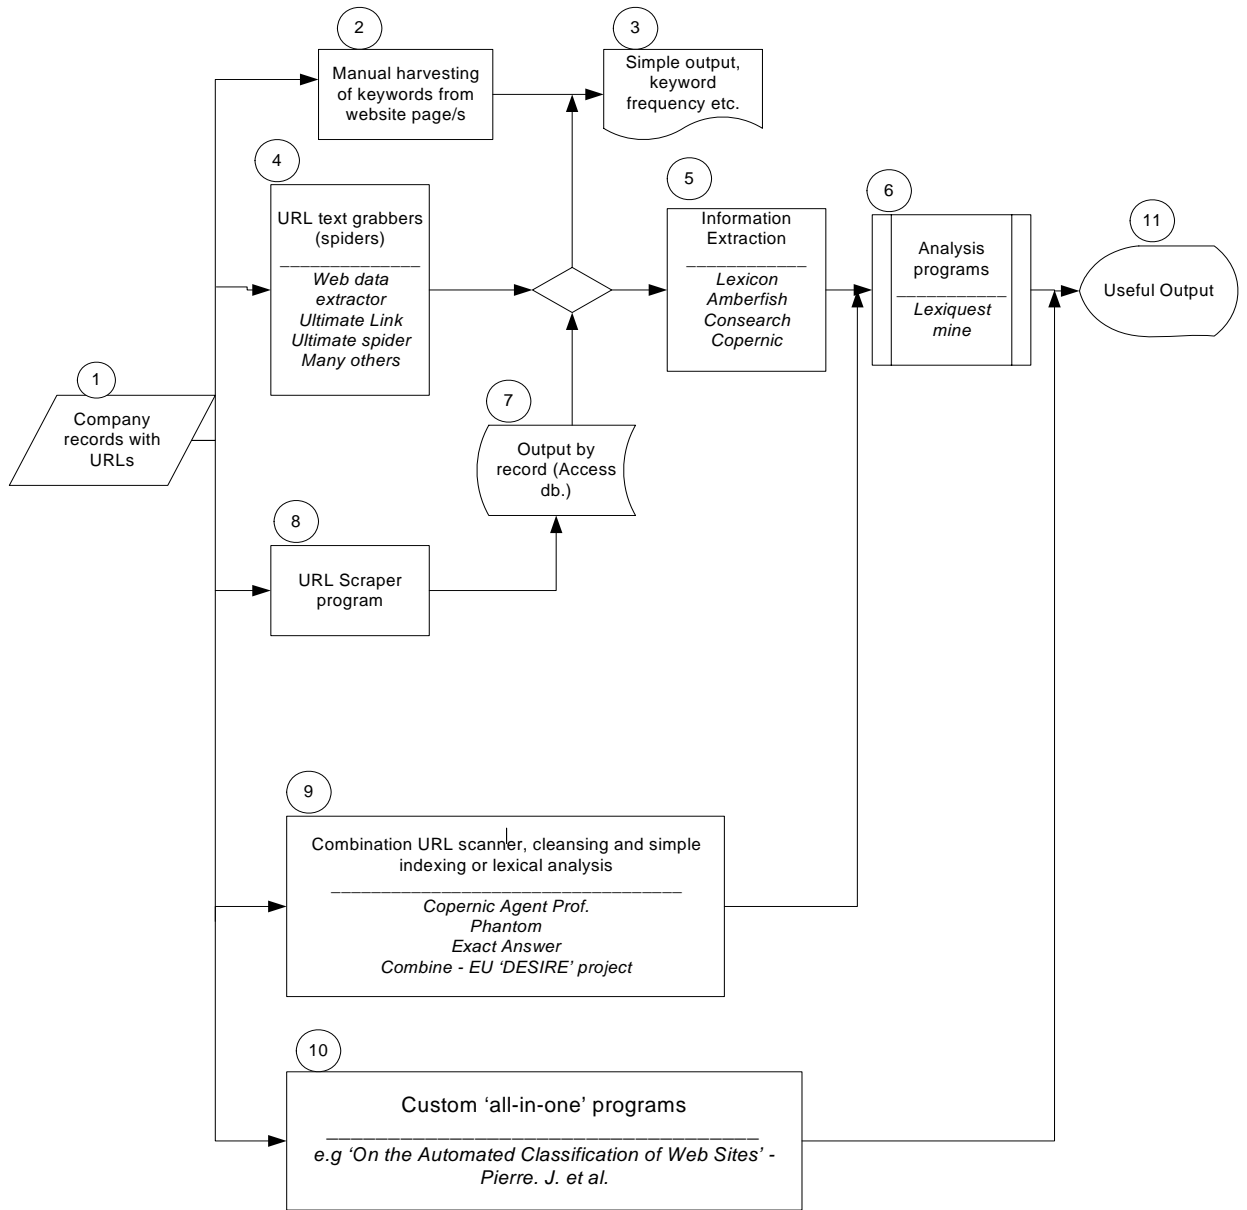 2
Manual harvesting
of keywords from
website page/s
3
Simple output,
keyword
frequency etc.
4
URL text grabbers
(spiders)
Web data
extractor
Ultimate Link
Ultimate spider
Many others
5
Information
Extraction
Lexicon
Amberfish
Consearch
Copernic
6
Analysis
programs
Lexiquest
mine
11
Useful Output
1
Company
records with
URLs
7
Output by
record (Access
db.)
8
URL Scraper
program
9
Combination URL scanner, cleansing and simple
indexing or lexical analysis
Copernic Agent Prof.
Phantom
Exact Answer
Combine - EU ‘DESIRE’ project
10
Custom ‘all-in-one’ programs
e.g ‘On the Automated Classification of Web Sites’ -
Pierre. J. et al.